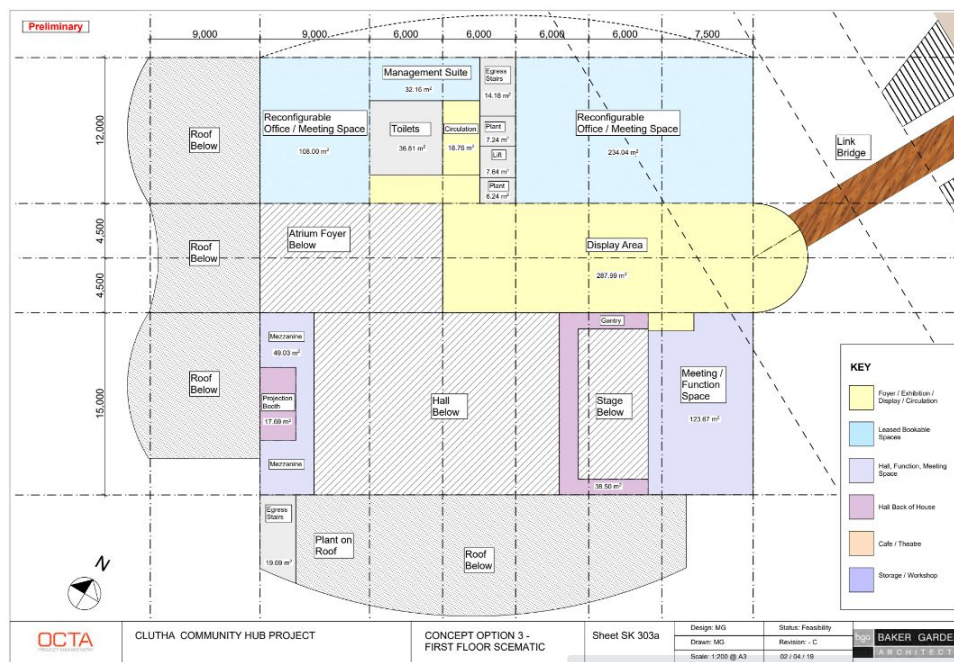 Preliminary
9,000
9,000
6,000
6,000
6,000
6,000
7,500
12,000
4,500
4,500
15,000
Management Suite
32.16 m²
Egress
Stairs
14.18 m²
Reconfigurable
Office / Meeting Space
108.00 m²
Toilets
36.81 m²
Circulation
18.76 m²
Plant
7.24 m²
Lift
7.64 m²
Plant
6.24 m²
Reconfigurable
Office / Meeting Space
234.04 m²
Link
Bridge
Roof
Below
Roof
Below
Atrium Foyer
Below
Display Area
287.99 m²
Roof
Below
Mezzanine
49.03 m²
Projection
Booth
17.69 m²
Mezzanine
Hall
Below
Gantry
Stage
Below
38.50 m²
Meeting /
Function
Space
123.67 m²
Egress
Stairs
19.09 m²
Plant on
Roof
Roof
Below
N
KEY
Foyer / Exhibition /
Display / Circulation
Leased Bookable
Spaces
Hall, Function, Meeting
Space
Hall Back of House
Cafe / Theatre
Storage / Workshop
OCTA
PROJECT MANAGEMENT
CLUTHA COMMUNITY HUB PROJECT
CONCEPT OPTION 3 -
FIRST FLOOR SCEMATIC
Sheet SK 303a
Design: MG
Drawn: MG
Scale: 1:200 @ A3
Status: Feasibility
Revision: - C
02 / 04 / 19
bgo
BAKER GARDE
ARCHITECT